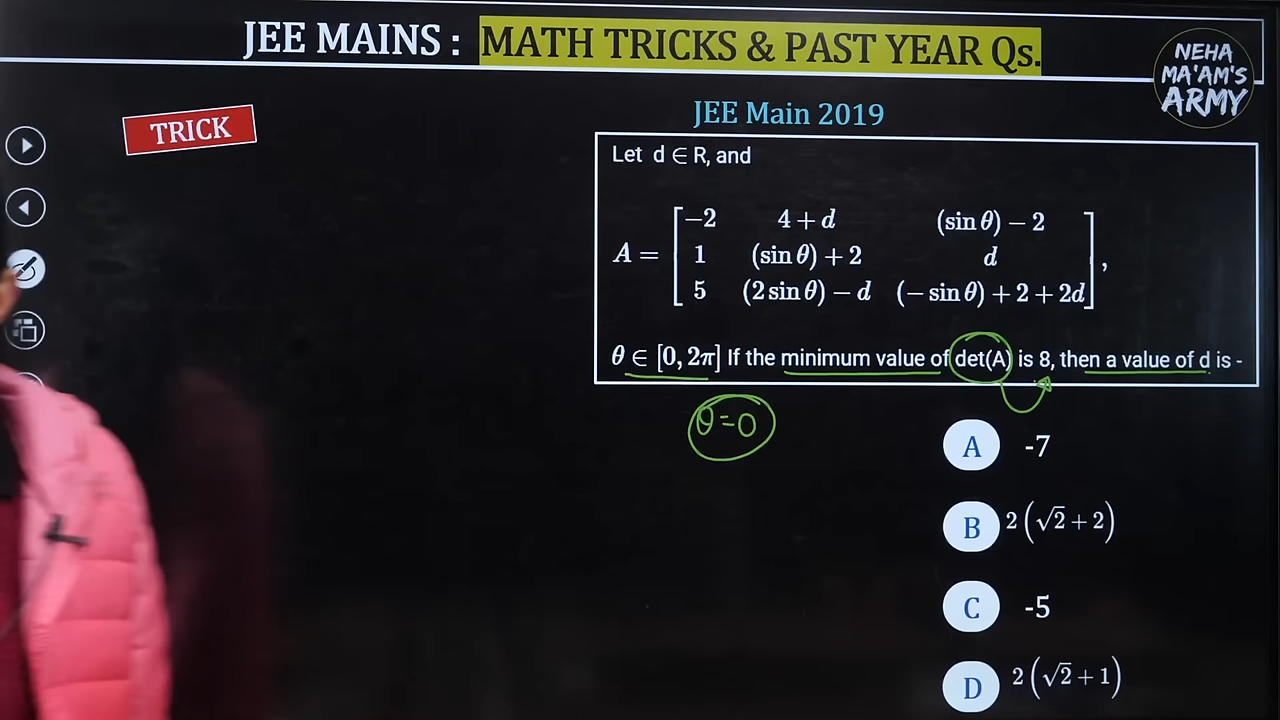 JEE MAINS : MATH TRICKS & PAST YEAR Qs.
NEHA
MA'AM'S
ARMY
TRICK
JEE Main 2019
Let d ∈ R, and
A = [ −2 4 + d (sin θ) − 2
1 (sin θ) + 2 d
5 (2 sin θ) − d (− sin θ) + 2 + 2d ] ,
θ ∈ [0, 2π] If the minimum value of det(A) is 8, then a value of d is -
θ = 0
A -7
B 2(√2 + 2)
C -5
D 2(√2 + 1)